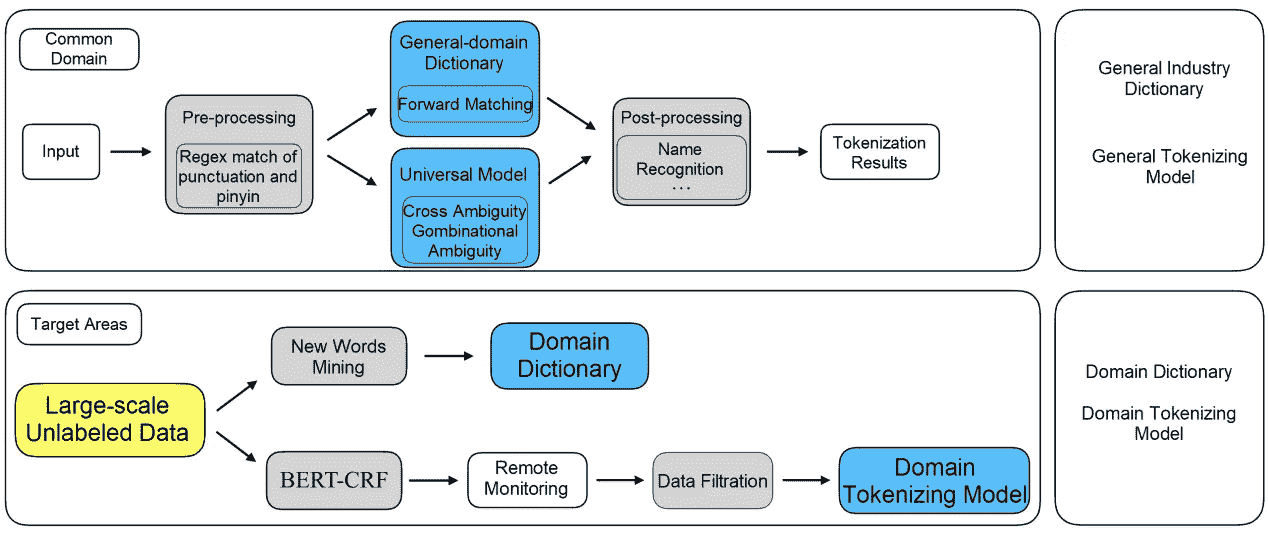 Common
Domain
Input
Pre-processing
Regex match of
punctuation and
pinyin
General-domain
Dictionary
Forward Matching
Universal Model
Cross Ambiguity
Gombinational
Ambiguity
Post-processing
Name
Recognition
...
Tokenization
Results
General Industry
Dictionary
General Tokenizing
Model
Target Areas
Large-scale
Unlabeled Data
New Words
Mining
Domain
Dictionary
BERT-CRF
Remote
Monitoring
Data Filtration
Domain
Tokenizing Model
Domain Dictionary
Domain Tokenizing
Model